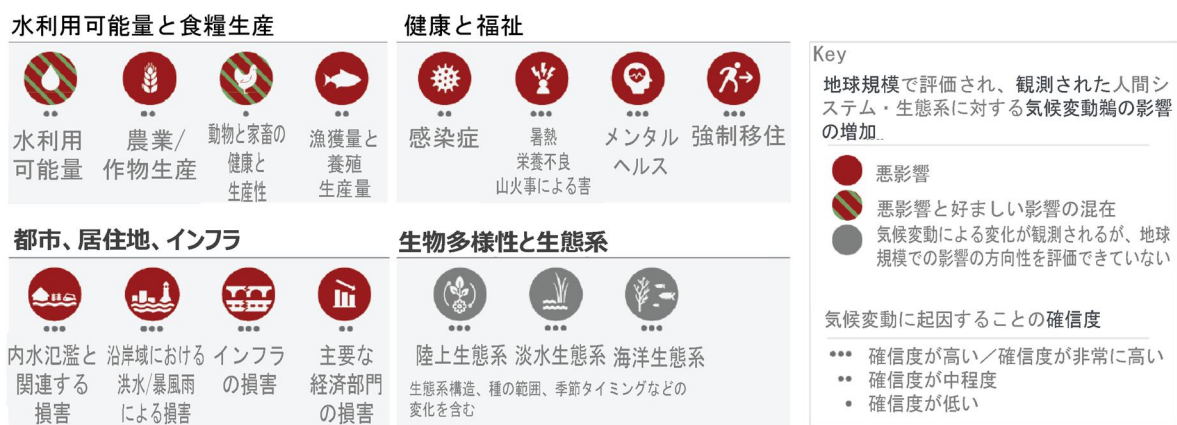 水利用可能量と食糧生産
水利用
可能量
農業/
作物生産
動物と家畜の
健康と
生産性
漁獲量と
養殖
生産量
健康と福祉
感染症
暑熱
栄養不良
山火事による害
メンタル
ヘルス
強制移住
都市、居住地、インフラ
内水氾濫と
関連する
損害
沿岸域における
洪水/暴風雨
による損害
インフラ
の損害
主要な
経済部門
の損害
生物多様性と生態系
陸上生態系
淡水生態系
海洋生態系
生態系構造、種の範囲、季節タイミングなどの
変化を含む
Key
地球規模で評価され、観測された人間シ
ステム・生態系に対する気候変動鵜の影響
の増加
悪影響
悪影響と好ましい影響の混在
気候変動による変化が観測されるが、地球
規模での影響の方向性を評価できていない
気候変動に起因することの確信度
••• 確信度が高い／確信度が非常に高い
•• 確信度が中程度
• 確信度が低い